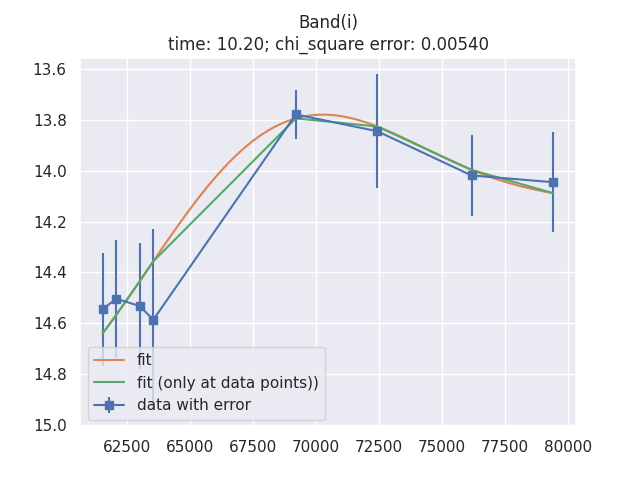 Band(i)
time: 10.20; chi_square error: 0.00540
13.6
13.8
14.0
14.2
14.4
14.6
14.8
15.0
fit
fit (only at data points))
data with error
62500 65000 67500 70000 72500 75000 77500 80000